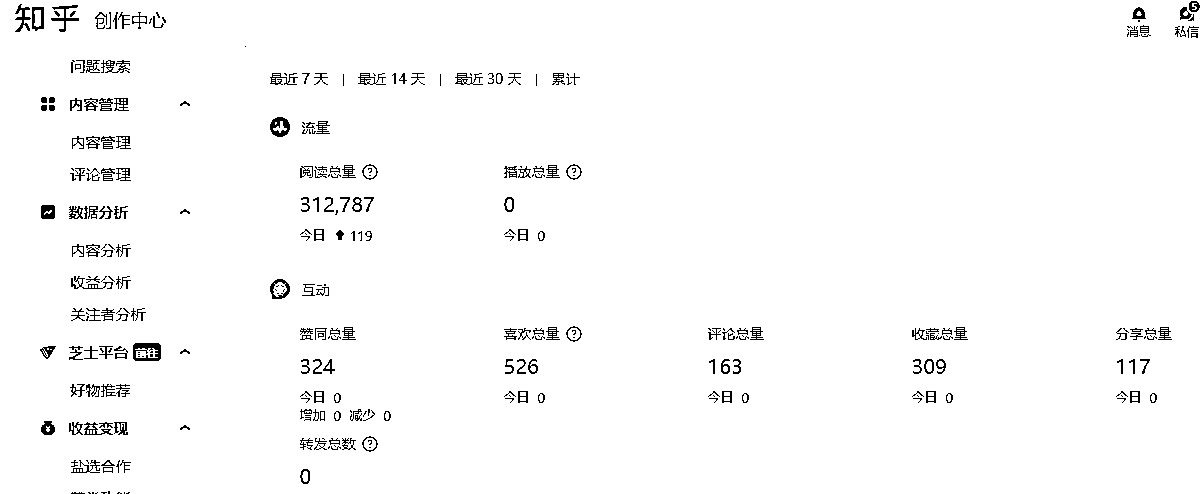 知乎 创作中心
5
消息 私信
问题搜索
内容管理
内容管理
评论管理
数据分析
内容分析
收益分析
关注者分析
芝士平台 前往
好物推荐
收益变现
盐选合作
最近 7 天 | 最近 14 天 | 最近 30 天 | 累计
流量
阅读总量 ? 播放总量 ?
312,787 0
今日 ↑ 119 今日 0
互动
赞同总量 喜欢总量 ? 评论总量 收藏总量 分享总量
324 526 163 309 117
今日 0 今日 0 今日 0 今日 0 今日 0
增加 0 减少 0
转发总数 ?
0